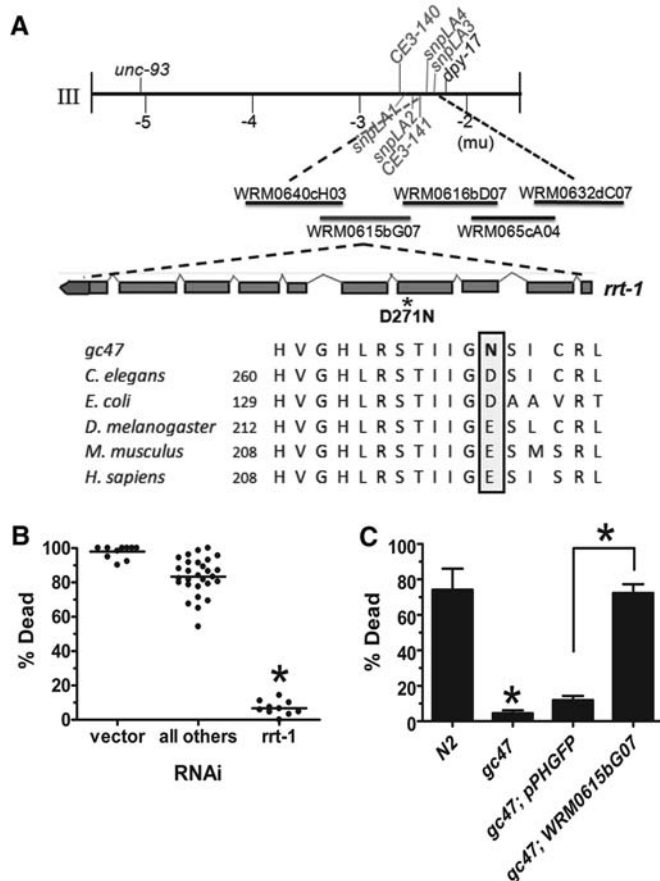 A
unc-93
CE3-140
snpLA4
snpLA3
dpy-17
III
-5
-4
-3
-2
(mu)
snpLA1
snpLA2
CE3-141
WRM0640cH03
WRM0616bD07
WRM0632dC07
WRM0615bG07
WRM065cA04
rrt-1
*
D271N
gc47 H V G H L R S T I I G N S I C R L
C. elegans 260 H V G H L R S T I I G D S I C R L
E. coli 129 H V G H L R S T I I G D A A V R T
D. melanogaster 212 H V G H L R S T I I G E S L C R L
M. musculus 208 H V G H L R S T I I G E S M S R L
H. sapiens 208 H V G H L R S T I I G E S I S R L
B
% Dead
100
80
60
40
20
0
*
vector
all others
rrt-1
RNAi
C
% Dead
80
60
40
20
0
*
*
N2
gc47
gc47; pPHGFP
gc47; WRM0615bG07